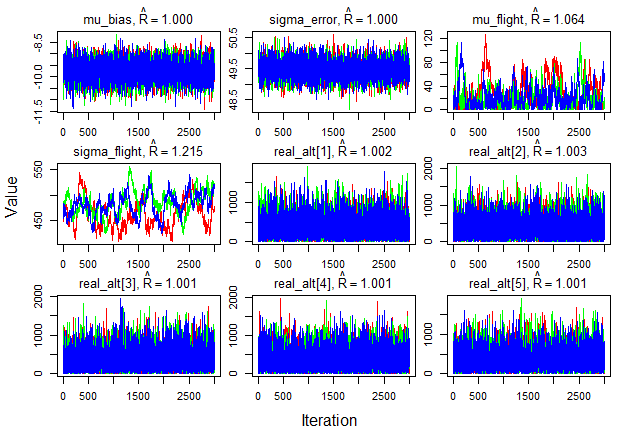 mu_bias, R̂ = 1.000
sigma_error, R̂ = 1.000
mu_flight, R̂ = 1.064
-8.5
-10.0
-11.5
0 500 1500 2500
50.5
49.5
48.5
0 500 1500 2500
120
80
40
0
0 500 1500 2500
sigma_flight, R̂ = 1.215
real_alt[1], R̂ = 1.002
real_alt[2], R̂ = 1.003
550
450
0 500 1500 2500
1000
0
0 500 1500 2500
2000
1000
0
0 500 1500 2500
real_alt[3], R̂ = 1.001
real_alt[4], R̂ = 1.001
real_alt[5], R̂ = 1.001
2000
1000
0
0 500 1500 2500
2000
1000
0
0 500 1500 2500
2000
1000
0
0 500 1500 2500
Value
Iteration